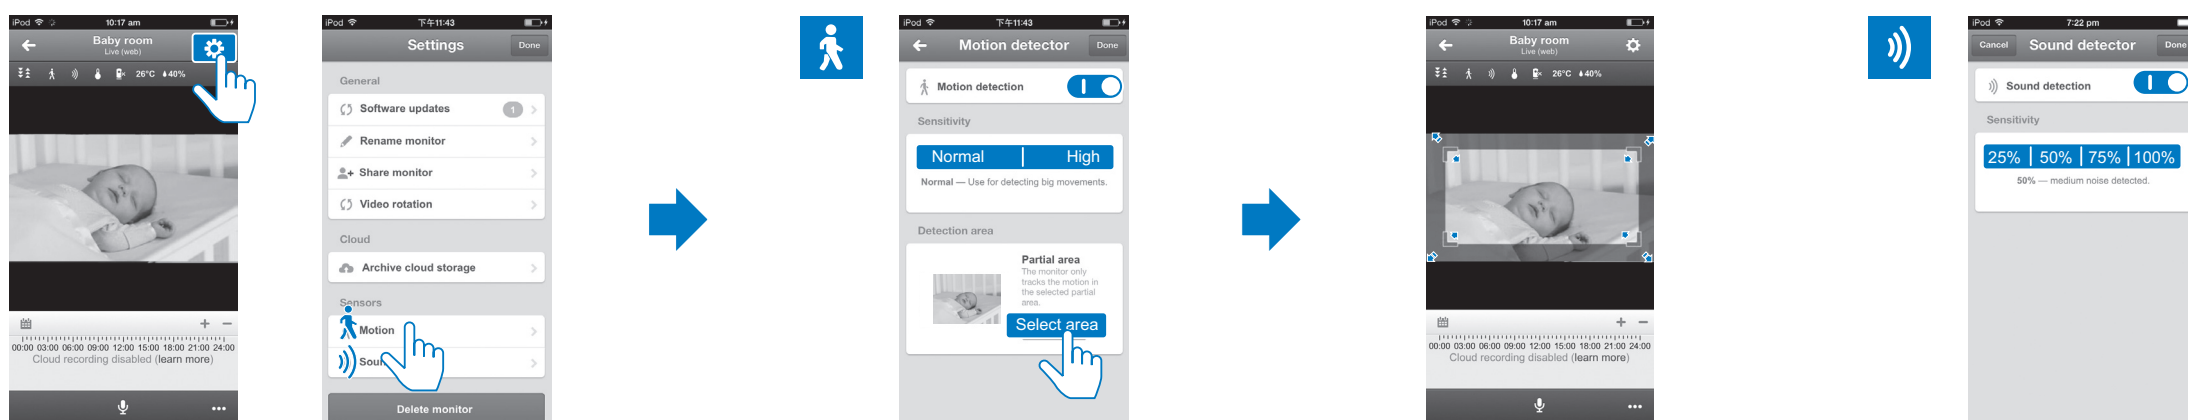 iPod 10:17 am
Baby room
Live (web)
26°C 40%
00:00 03:00 06:00 09:00 12:00 15:00 18:00 21:00 24:00
Cloud recording disabled (learn more)
iPod 下午11:43
Settings Done
General
Software updates 1
Rename monitor
Share monitor
Video rotation
Cloud
Archive cloud storage
Sensors
Motion
Delete monitor
iPod 下午11:43
Motion detector Done
Motion detection
Sensitivity
Normal | High
Normal — Use for detecting big movements.
Detection area
Partial area
The monitor only
tracks the motion in
the selected partial
area.
Select area
iPod 10:17 am
Baby room
Live (web)
26°C 40%
00:00 03:00 06:00 09:00 12:00 15:00 18:00 21:00 24:00
Cloud recording disabled (learn more)
iPod 7:22 pm
Cancel Sound detector Done
Sound detection
Sensitivity
25% | 50% | 75% | 100%
50% — medium noise detected.